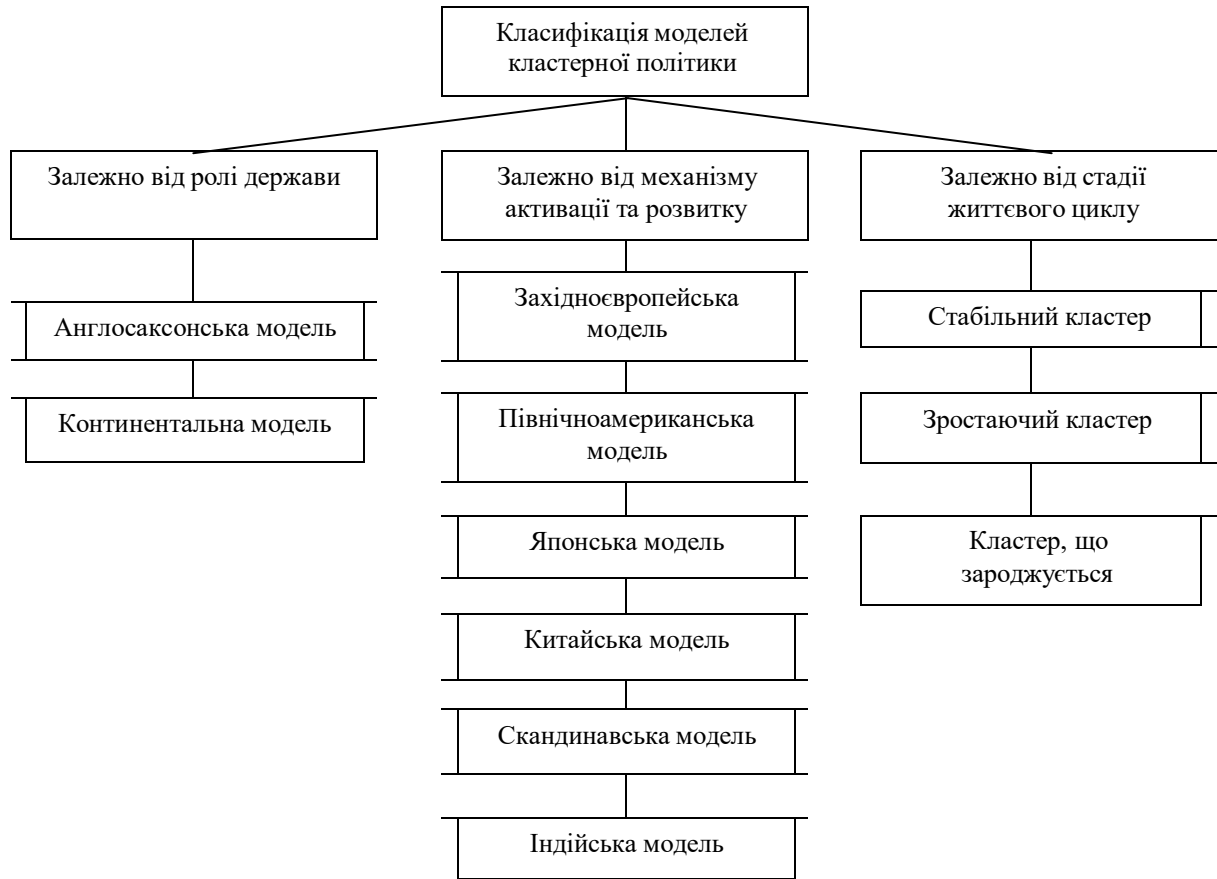 Класифікація моделей
кластерної політики
Залежно від ролі держави
Англосаксонська модель
Континентальна модель
Залежно від механізму
активації та розвитку
Західноєвропейська
модель
Північноамериканська
модель
Японська модель
Китайська модель
Скандинавська модель
Індійська модель
Залежно від стадії
життєвого циклу
Стабільний кластер
Зростаючий кластер
Кластер, що
зароджується